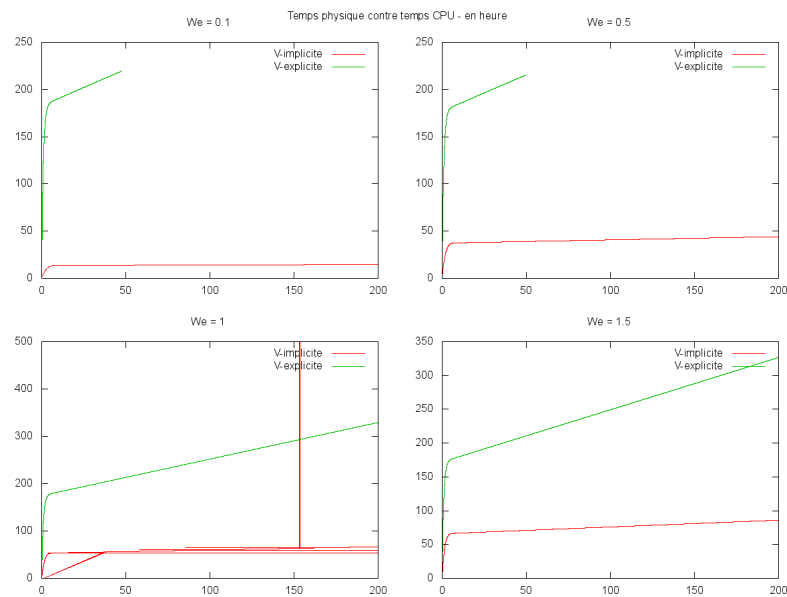 Temps physique contre temps CPU - en heure
We = 0.1
We = 0.5
250
200
150
100
50
0
0 50 100 150 200
V-implicite
V-explicite
250
200
150
100
50
0
0 50 100 150 200
V-implicite
V-explicite
We = 1
We = 1.5
500
400
300
200
100
0
0 50 100 150 200
V-implicite
V-explicite
350
300
250
200
150
100
50
0
0 50 100 150 200
V-implicite
V-explicite